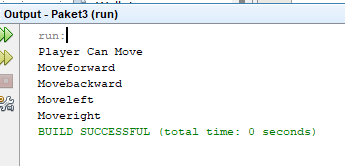 Output - Paket3 (run)
run:
Player Can Move
Moveforward
Movebackward
Moveleft
Moveright
BUILD SUCCESSFUL (total time: 0 seconds)